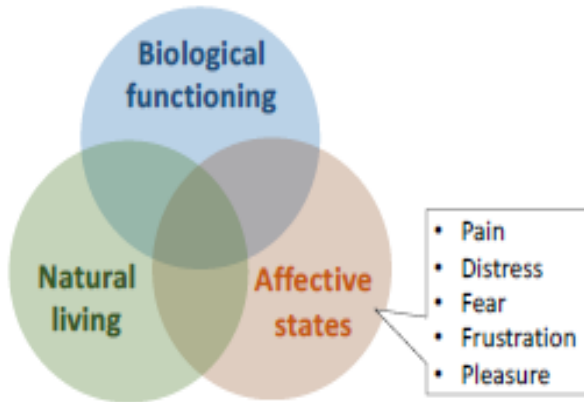 Biological
functioning
Natural
living
Affective
states
• Pain
• Distress
• Fear
• Frustration
• Pleasure